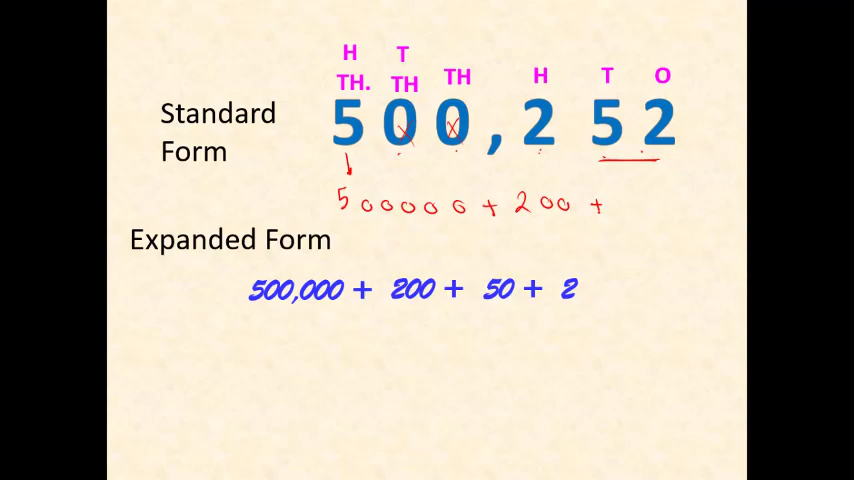 H T
TH. TH TH H T O
Standard
Form
500,252
500000 + 200 +
Expanded Form
500,000 + 200 + 50 + 2